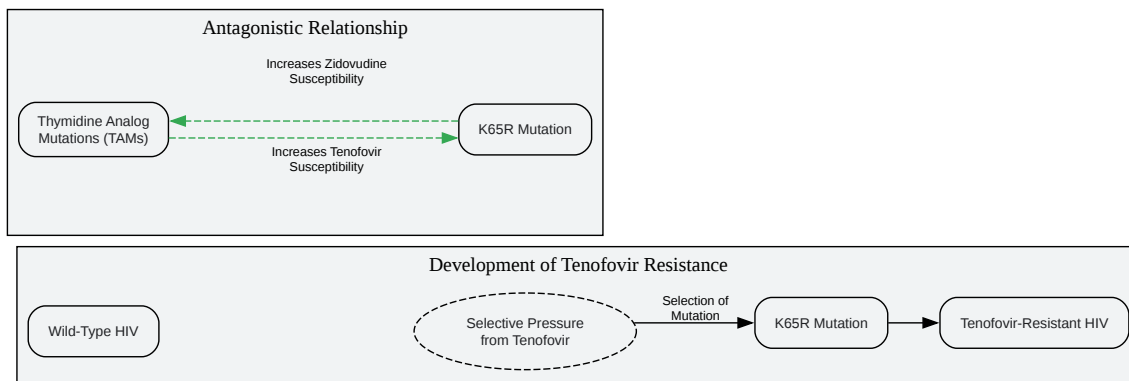 Antagonistic Relationship
Increases Zidovudine
Susceptibility
Thymidine Analog
Mutations (TAMs)
K65R Mutation
Increases Tenofovir
Susceptibility
Development of Tenofovir Resistance
Wild-Type HIV
Selective Pressure
from Tenofovir
Selection of
Mutation
K65R Mutation
Tenofovir-Resistant HIV